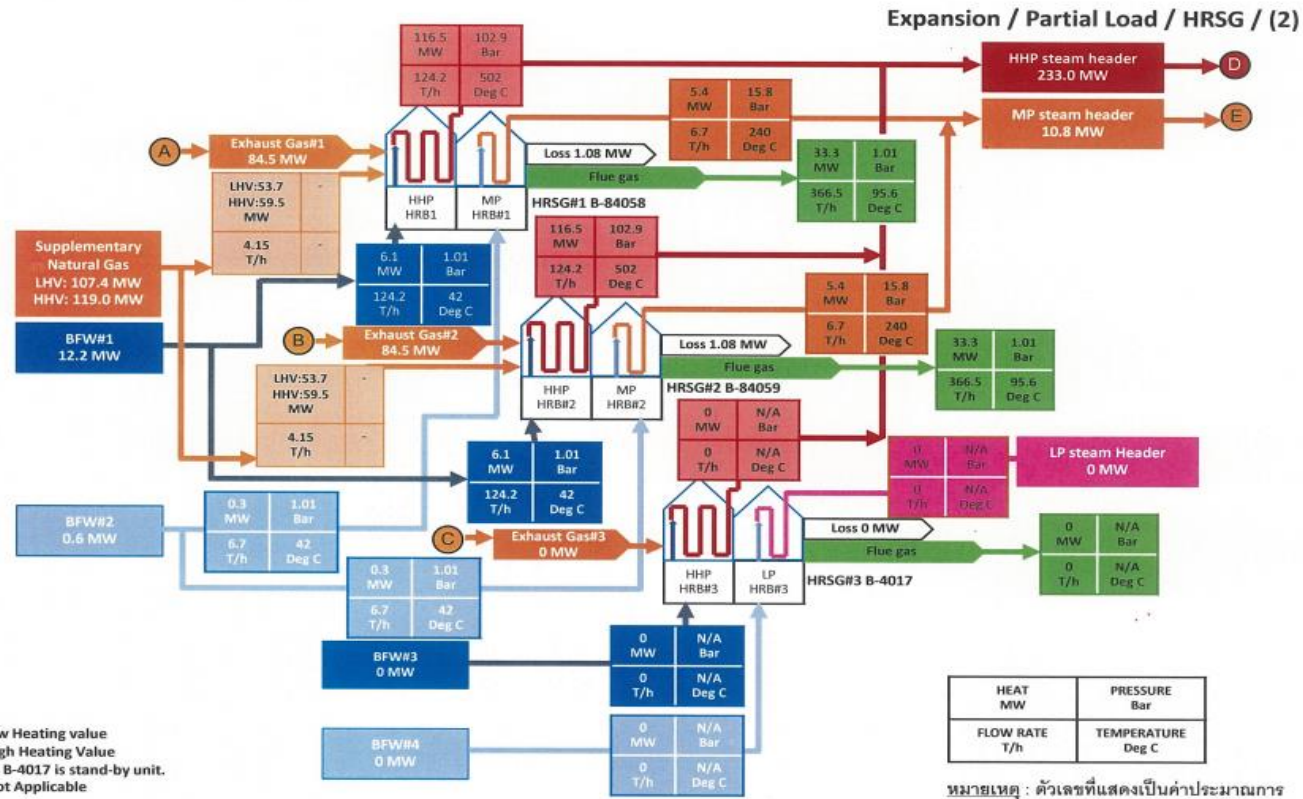 Expansion / Partial Load / HRSG / (2)
116.5 MW
102.9 Bar
124.2 T/h
502 Deg C
HHP steam header
233.0 MW
D
5.4 MW
15.8 Bar
6.7 T/h
240 Deg C
MP steam header
10.8 MW
E
A
Exhaust Gas#1
84.5 MW
Loss 1.08 MW
Flue gas
33.3 MW
1.01 Bar
366.5 T/h
95.6 Deg C
HHP HRB1
MP HRB#1
HRSG#1 B-84058
LHV:53.7
HHV:59.5
MW
-
4.15 T/h
-
Supplementary
Natural Gas
LHV: 107.4 MW
HHV: 119.0 MW
6.1 MW
1.01 Bar
124.2 T/h
42 Deg C
116.5 MW
102.9 Bar
124.2 T/h
502 Deg C
5.4 MW
15.8 Bar
6.7 T/h
240 Deg C
BFW#1
12.2 MW
B
Exhaust Gas#2
84.5 MW
Loss 1.08 MW
Flue gas
33.3 MW
1.01 Bar
366.5 T/h
95.6 Deg C
HHP HRB#2
MP HRB#2
HRSG#2 B-84059
LHV:53.7
HHV:59.5
MW
-
4.15 T/h
-
0 MW
N/A Bar
0 T/h
N/A Deg C
6.1 MW
1.01 Bar
124.2 T/h
42 Deg C
0 MW
N/A Bar
0 T/h
N/A Deg C
LP steam Header
0 MW
BFW#2
0.6 MW
0.3 MW
1.01 Bar
6.7 T/h
42 Deg C
C
Exhaust Gas#3
0 MW
Loss 0 MW
Flue gas
0 MW
N/A Bar
0 T/h
N/A Deg C
HHP HRB#3
LP HRB#3
HRSG#3 B-4017
0.3 MW
1.01 Bar
6.7 T/h
42 Deg C
BFW#3
0 MW
0 MW
N/A Bar
0 T/h
N/A Deg C
BFW#4
0 MW
0 MW
N/A Bar
0 T/h
N/A Deg C
HEAT MW
PRESSURE Bar
FLOW RATE T/h
TEMPERATURE Deg C
w Heating value
gh Heating Value
B-4017 is stand-by unit.
ot Applicable
หมายเหตุ : ตัวเลขที่แสดงเป็นค่าประมาณการ